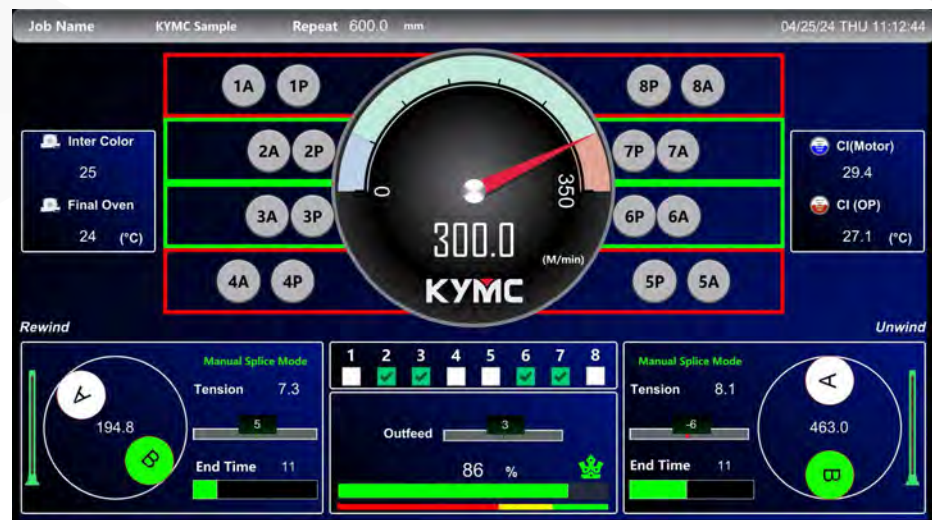 Job Name KYMC Sample Repeat 600.0 mm 04/25/24 THU 11:12:44
1A 1P 8P 8A
Inter Color
25
Final Oven
24 (°C)
2A 2P 7P 7A
3A 3P 6P 6A
4A 4P 5P 5A
0 350
300.0
(M/min)
KYMC
CI(Motor)
29.4
CI (OP)
27.1 (°C)
Rewind
Unwind
Manual Splice Mode
A
194.8
B
Tension 7.3
5
End Time 11
1 2 3 4 5 6 7 8
Outfeed 3
86 %
Manual Splice Mode
Tension 8.1
-6
End Time 11
A
463.0
B